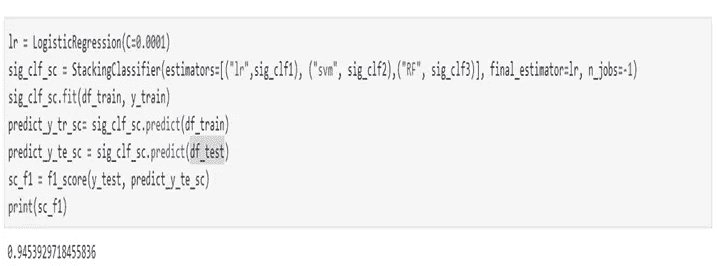 lr = LogisticRegression(C=0.0001)
sig_clf_sc = StackingClassifier(estimators=[("lr",sig_clf1), ("svm", sig_clf2),("RF", sig_clf3)], final_estimator=lr, n_jobs=-1)
sig_clf_sc.fit(df_train, y_train)
predict_y_tr_sc= sig_clf_sc.predict(df_train)
predict_y_te_sc = sig_clf_sc.predict(df_test)
sc_f1 = f1_score(y_test, predict_y_te_sc)
print(sc_f1)
0.9453929718455836